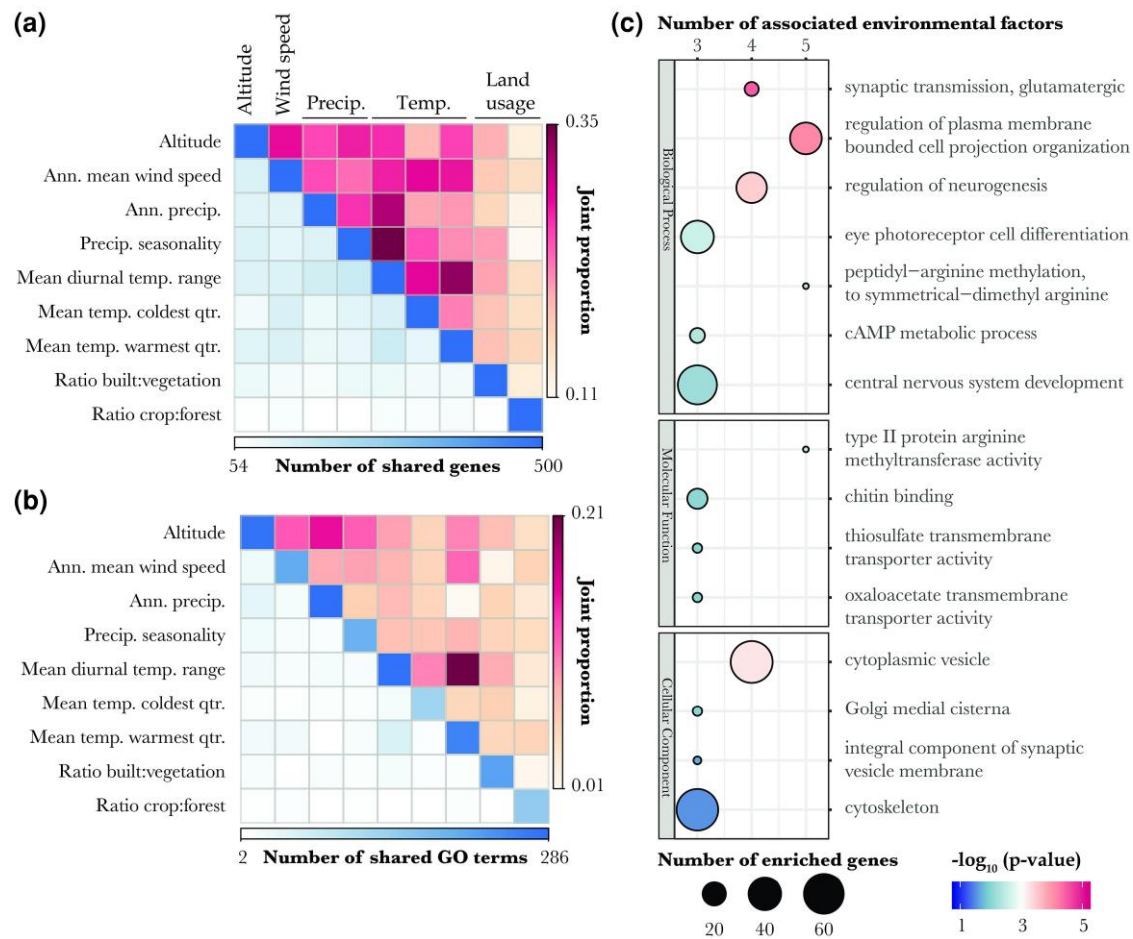 (a)
Altitude
Wind speed
Precip.
Temp.
Land
usage
Altitude
Ann. mean wind speed
Ann. precip.
Precip. seasonality
Mean diurnal temp. range
Mean temp. coldest qtr.
Mean temp. warmest qtr.
Ratio built:vegetation
Ratio crop:forest
0.35
Joint proportion
0.11
54
Number of shared genes
500
(b)
Altitude
Ann. mean wind speed
Ann. precip.
Precip. seasonality
Mean diurnal temp. range
Mean temp. coldest qtr.
Mean temp. warmest qtr.
Ratio built:vegetation
Ratio crop:forest
0.21
Joint proportion
0.01
2
Number of shared GO terms
286
(c)
Number of associated environmental factors
3 4 5
Biological Process
synaptic transmission, glutamatergic
regulation of plasma membrane
bounded cell projection organization
regulation of neurogenesis
eye photoreceptor cell differentiation
peptidyl−arginine methylation,
to symmetrical−dimethyl arginine
cAMP metabolic process
central nervous system development
Molecular Function
type II protein arginine
methyltransferase activity
chitin binding
thiosulfate transmembrane
transporter activity
oxaloacetate transmembrane
transporter activity
Cellular Component
cytoplasmic vesicle
Golgi medial cisterna
integral component of synaptic
vesicle membrane
cytoskeleton
Number of enriched genes
20 40 60
-log₁₀ (p-value)
1 3 5